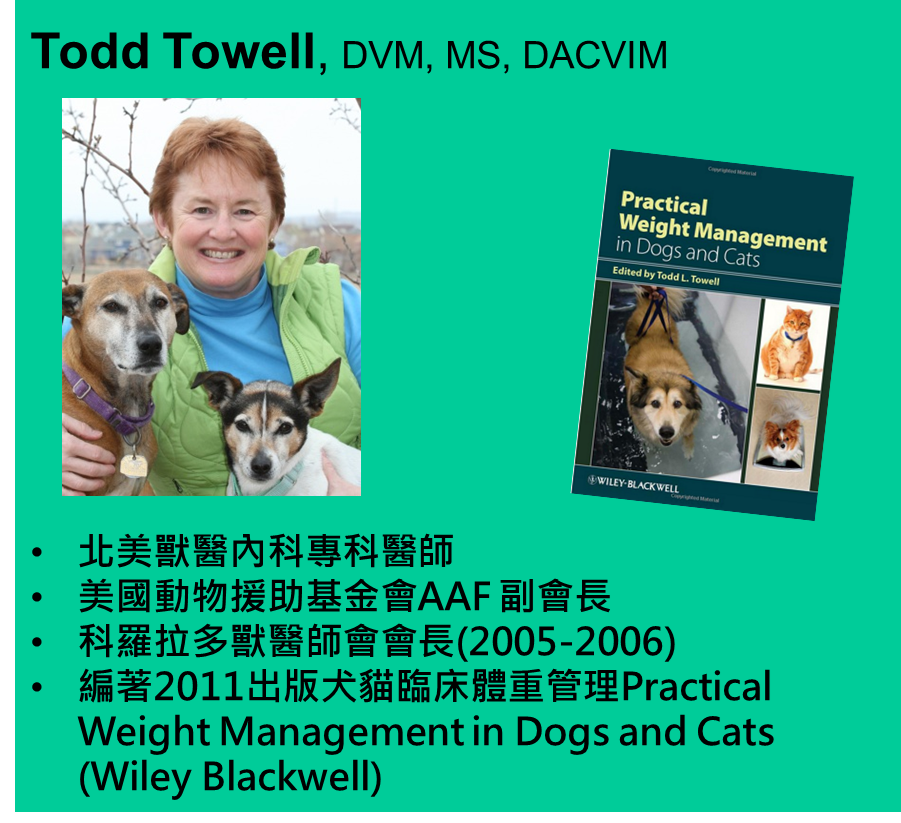 Todd Towell, DVM, MS, DACVIM
Copyrighted Material
Practical
Weight Management
in Dogs and Cats
Edited by Todd L. Towell
WILEY-BLACKWELL
Copyrighted Material
• 北美獸醫內科專科醫師
• 美國動物援助基金會AAF 副會長
• 科羅拉多獸醫師會會長(2005-2006)
• 編著2011出版犬貓臨床體重管理Practical
Weight Management in Dogs and Cats
(Wiley Blackwell)